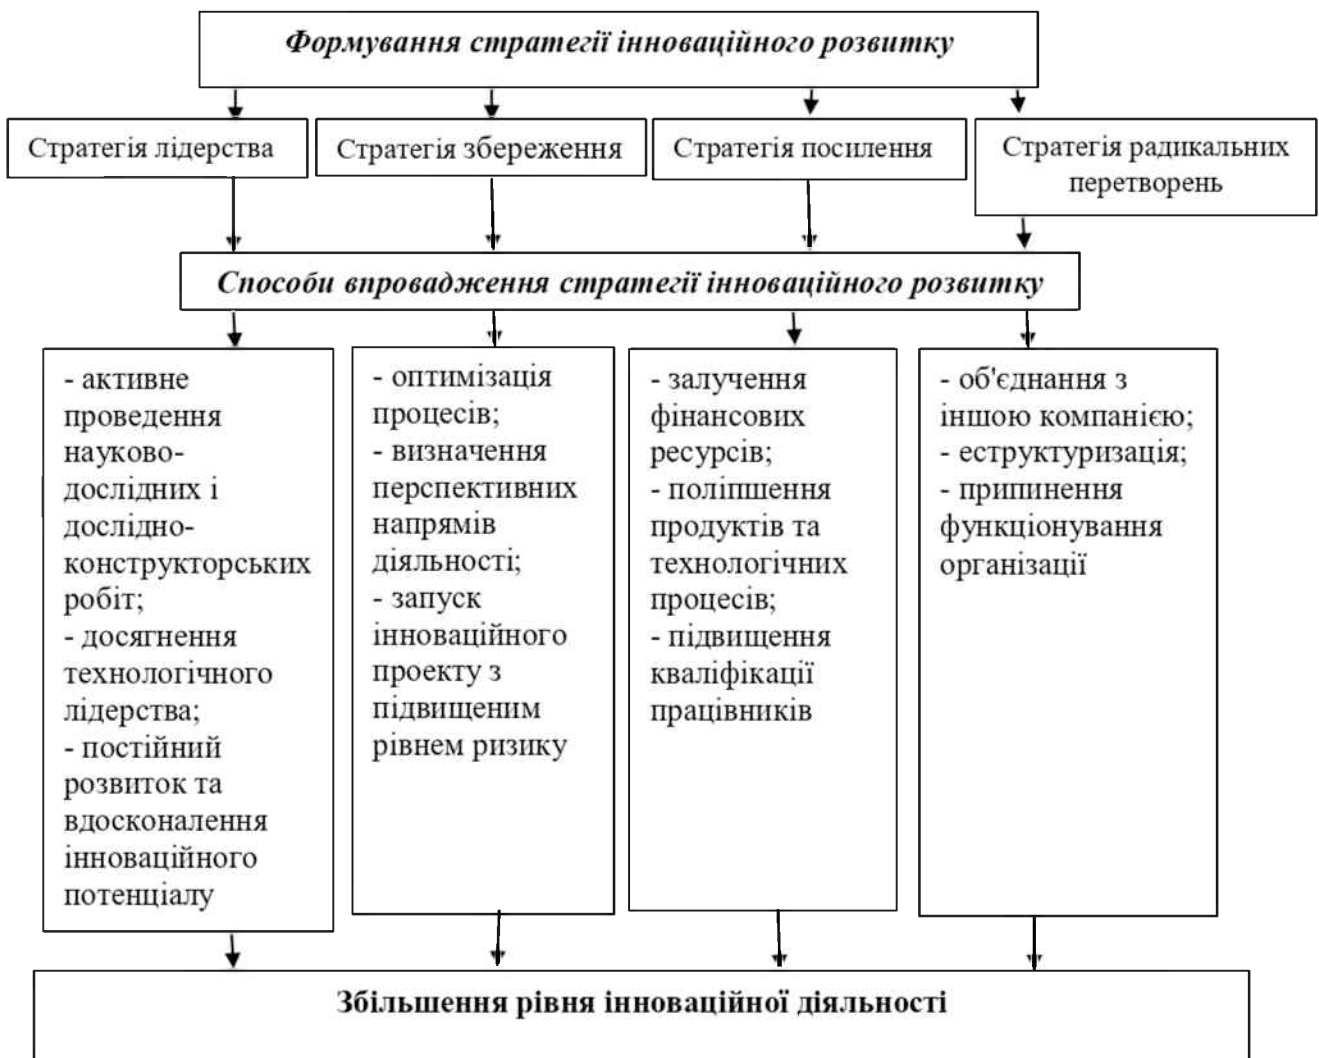 Формування стратегії інноваційного розвитку
Стратегія лідерства
Стратегія збереження
Стратегія посилення
Стратегія радикальних
перетворень
Способи впровадження стратегії інноваційного розвитку
- активне
проведення
науково-
дослідних і
дослідно-
конструкторських
робіт;
- досягнення
технологічного
лідерства;
- постійний
розвиток та
вдосконалення
інноваційного
потенціалу
- оптимізація
процесів;
- визначення
перспективних
напрямів
діяльності;
- запуск
інноваційного
проекту з
підвищеним
рівнем ризику
- залучення
фінансових
ресурсів;
- поліпшення
продуктів та
технологічних
процесів;
- підвищення
кваліфікації
працівників
- об'єднання з
іншою компанією;
- еструктуризація;
- припинення
функціонування
організації
Збільшення рівня інноваційної діяльності